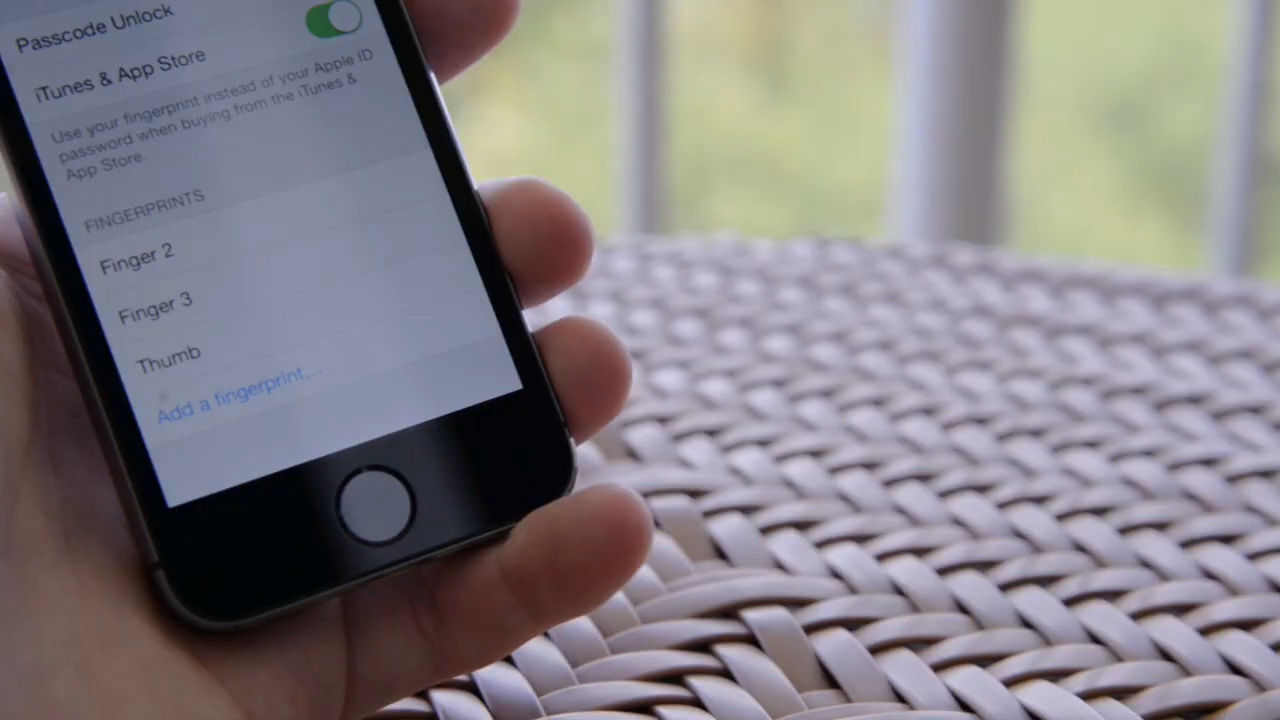 Passcode Unlock
iTunes & App Store
Use your fingerprint instead of your Apple ID
password when buying from the iTunes &
App Store.
FINGERPRINTS
Finger 2
Finger 3
Thumb
Add a fingerprint...